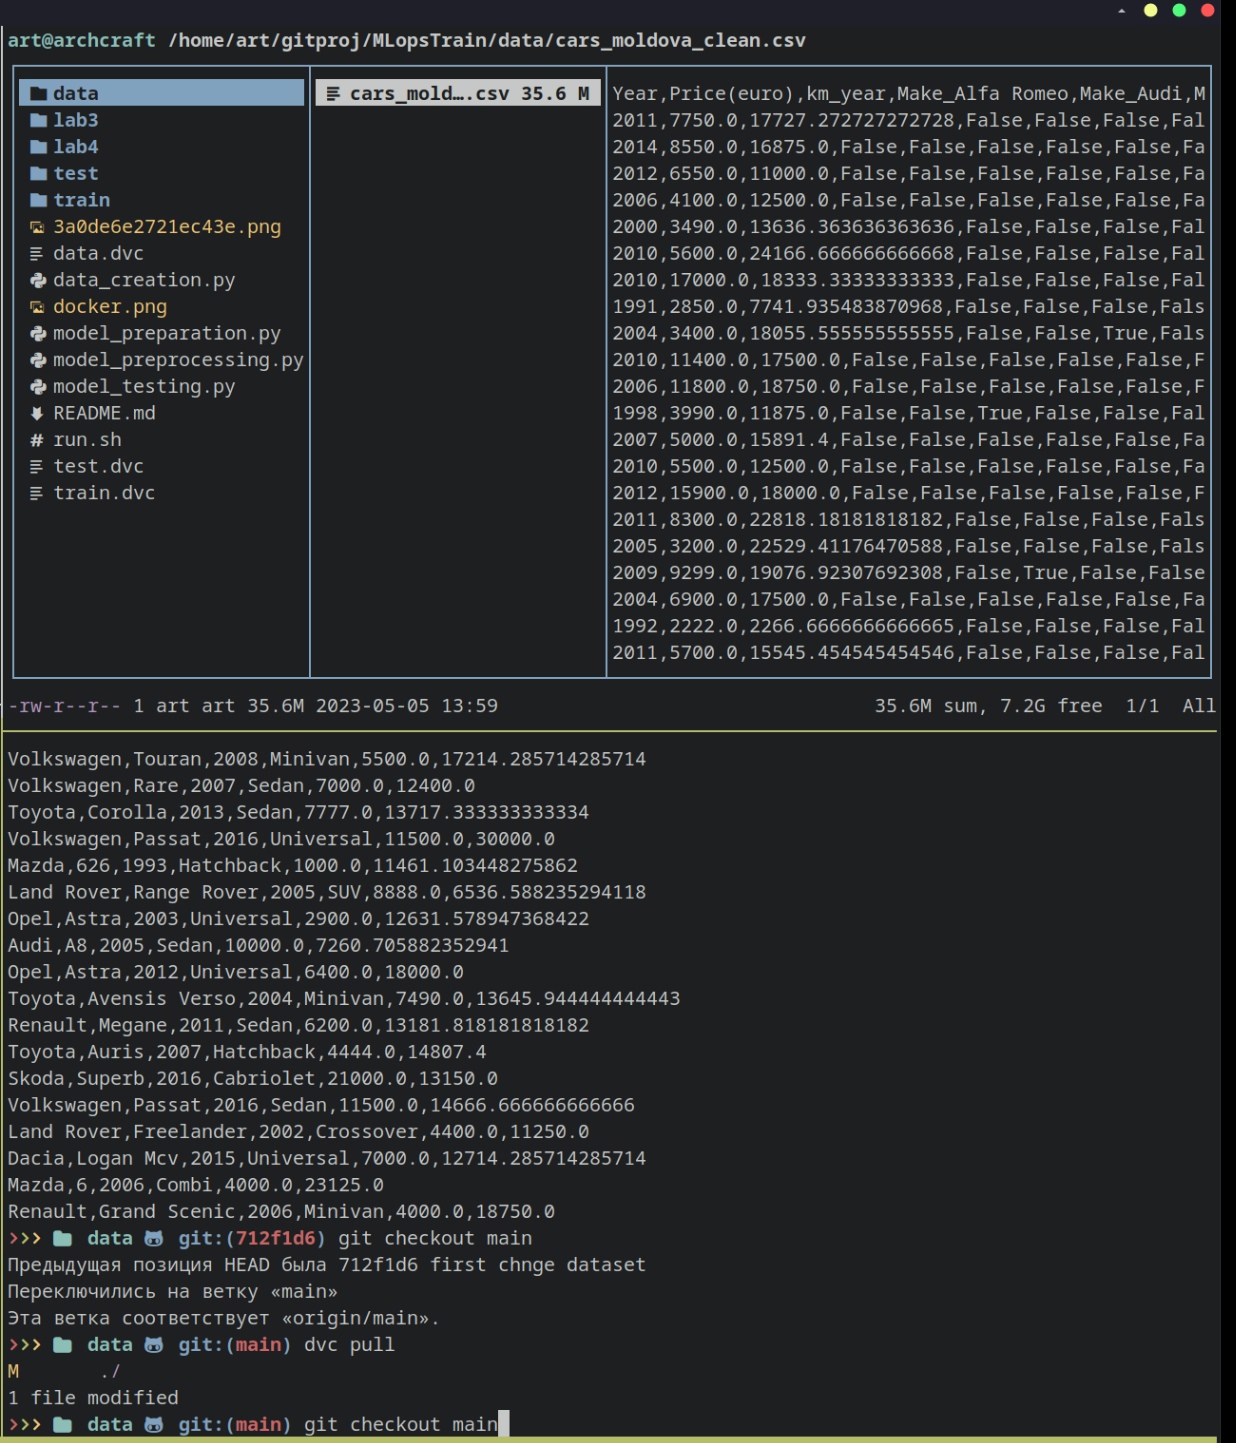 art@archcraft /home/art/gitproj/MLopsTrain/data/cars_moldova_clean.csv
data
lab3
lab4
test
train
3a0de6e2721ec43e.png
data.dvc
data_creation.py
docker.png
model_preparation.py
model_preprocessing.py
model_testing.py
README.md
# run.sh
test.dvc
train.dvc
cars_mold….csv 35.6 M
Year,Price(euro),km_year,Make_Alfa Romeo,Make_Audi,M
2011,7750.0,17727.272727272728,False,False,False,Fal
2014,8550.0,16875.0,False,False,False,False,False,Fa
2012,6550.0,11000.0,False,False,False,False,False,Fa
2006,4100.0,12500.0,False,False,False,False,False,Fa
2000,3490.0,13636.363636363636,False,False,False,Fal
2010,5600.0,24166.666666666668,False,False,False,Fal
2010,17000.0,18333.33333333333,False,False,False,Fal
1991,2850.0,7741.935483870968,False,False,False,Fals
2004,3400.0,18055.555555555555,False,False,True,Fals
2010,11400.0,17500.0,False,False,False,False,False,F
2006,11800.0,18750.0,False,False,False,False,False,F
1998,3990.0,11875.0,False,False,True,False,False,Fal
2007,5000.0,15891.4,False,False,False,False,False,Fa
2010,5500.0,12500.0,False,False,False,False,False,Fa
2012,15900.0,18000.0,False,False,False,False,False,F
2011,8300.0,22818.18181818182,False,False,False,Fals
2005,3200.0,22529.41176470588,False,False,False,Fals
2009,9299.0,19076.92307692308,False,True,False,False
2004,6900.0,17500.0,False,False,False,False,False,Fa
1992,2222.0,2266.6666666666665,False,False,False,Fal
2011,5700.0,15545.454545454546,False,False,False,Fal
-rw-r--r-- 1 art art 35.6M 2023-05-05 13:59 35.6M sum, 7.2G free 1/1 All
Volkswagen,Touran,2008,Minivan,5500.0,17214.285714285714
Volkswagen,Rare,2007,Sedan,7000.0,12400.0
Toyota,Corolla,2013,Sedan,7777.0,13717.333333333334
Volkswagen,Passat,2016,Universal,11500.0,30000.0
Mazda,626,1993,Hatchback,1000.0,11461.103448275862
Land Rover,Range Rover,2005,SUV,8888.0,6536.588235294118
Opel,Astra,2003,Universal,2900.0,12631.578947368422
Audi,A8,2005,Sedan,10000.0,7260.705882352941
Opel,Astra,2012,Universal,6400.0,18000.0
Toyota,Avensis Verso,2004,Minivan,7490.0,13645.944444444443
Renault,Megane,2011,Sedan,6200.0,13181.818181818182
Toyota,Auris,2007,Hatchback,4444.0,14807.4
Skoda,Superb,2016,Cabriolet,21000.0,13150.0
Volkswagen,Passat,2016,Sedan,11500.0,14666.666666666666
Land Rover,Freelander,2002,Crossover,4400.0,11250.0
Dacia,Logan Mcv,2015,Universal,7000.0,12714.285714285714
Mazda,6,2006,Combi,4000.0,23125.0
Renault,Grand Scenic,2006,Minivan,4000.0,18750.0
>>> data git:(712f1d6) git checkout main
Предыдущая позиция HEAD была 712f1d6 first chnge dataset
Переключились на ветку «main»
Эта ветка соответствует «origin/main».
>>> data git:(main) dvc pull
M ./
1 file modified
>>> data git:(main) git checkout main